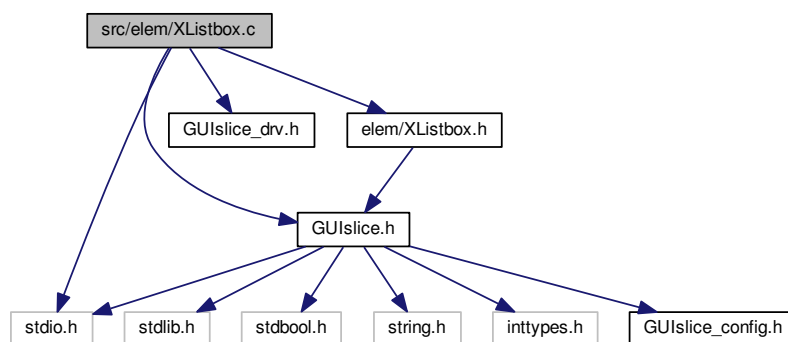 src/elem/XListbox.c
GUIslice_drv.h
elem/XListbox.h
GUIslice.h
stdio.h
stdlib.h
stdbool.h
string.h
inttypes.h
GUIslice_config.h